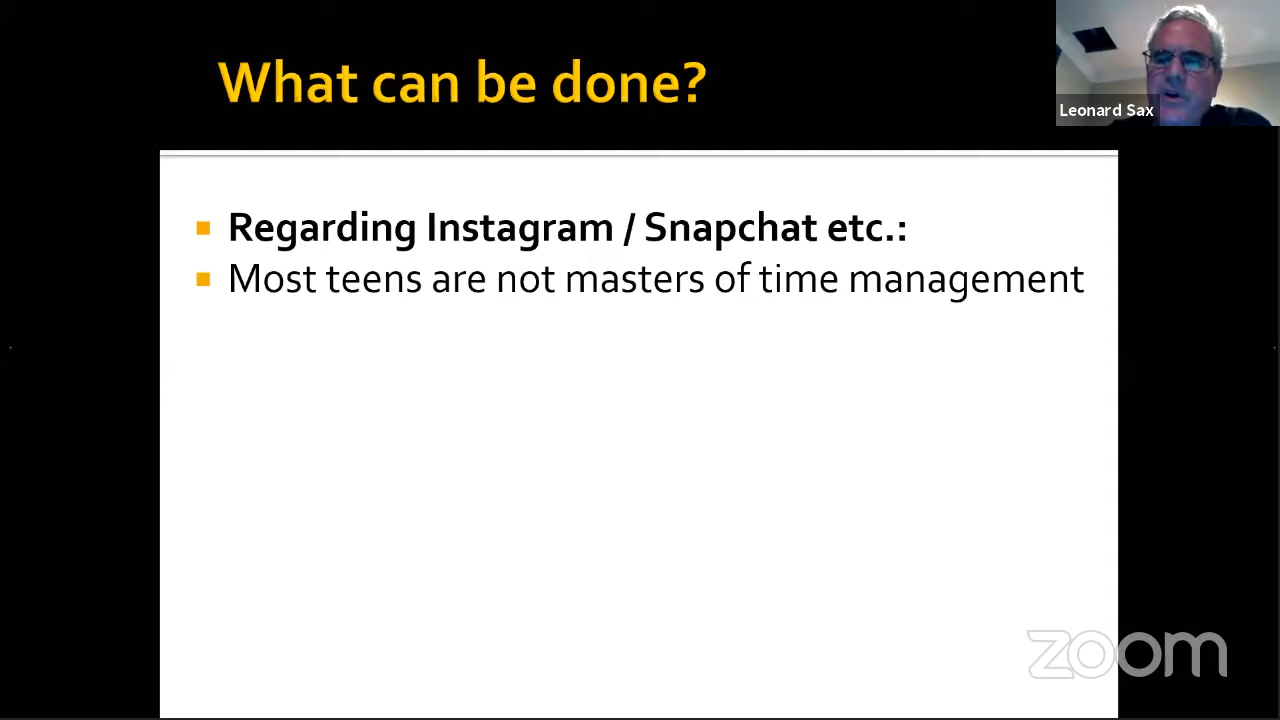 What can be done?
Leonard Sax
Regarding Instagram / Snapchat etc.:
Most teens are not masters of time management
zoom